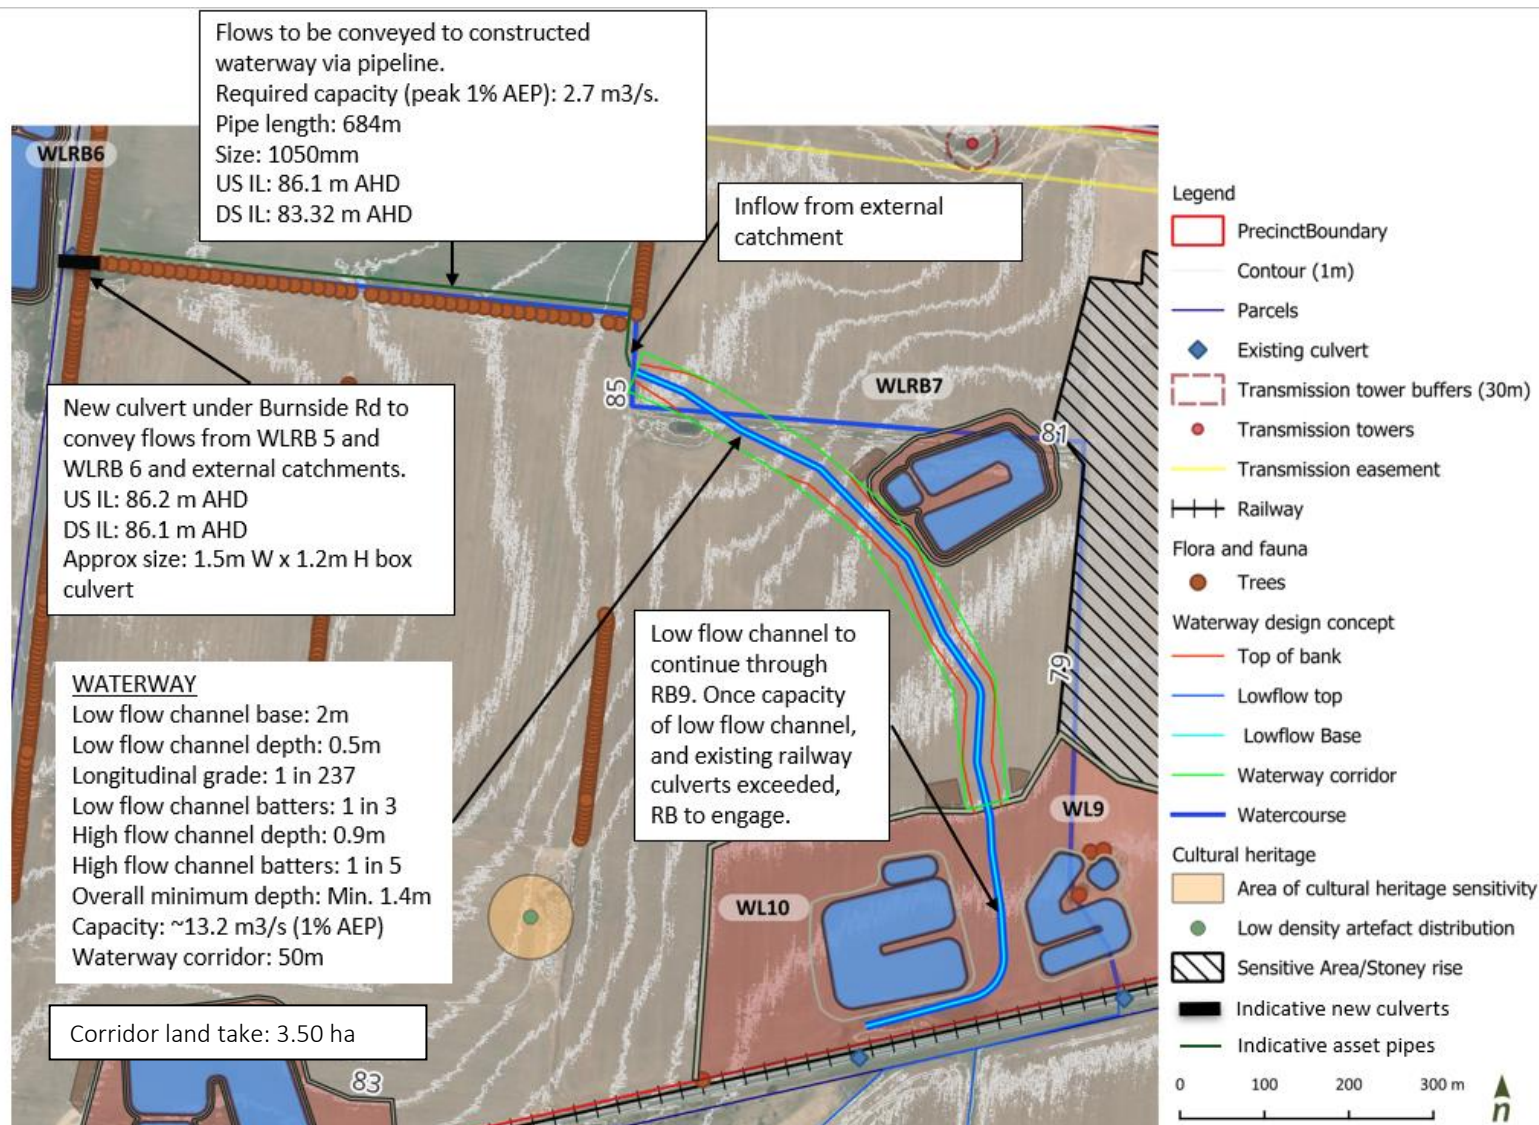 Flows to be conveyed to constructed
waterway via pipeline.
Required capacity (peak 1% AEP): 2.7 m3/s.
Pipe length: 684m
Size: 1050mm
US IL: 86.1 m AHD
DS IL: 83.32 m AHD
WLRB6
Inflow from external
catchment
New culvert under Burnside Rd to
convey flows from WLRB 5 and
WLRB 6 and external catchments.
US IL: 86.2 m AHD
DS IL: 86.1 m AHD
Approx size: 1.5m W x 1.2m H box
culvert
85
WLRB7
81
79
Low flow channel to
continue through
RB9. Once capacity
of low flow channel,
and existing railway
culverts exceeded,
RB to engage.
WATERWAY
Low flow channel base: 2m
Low flow channel depth: 0.5m
Longitudinal grade: 1 in 237
Low flow channel batters: 1 in 3
High flow channel depth: 0.9m
High flow channel batters: 1 in 5
Overall minimum depth: Min. 1.4m
Capacity: ~13.2 m3/s (1% AEP)
Waterway corridor: 50m
WL9
WL10
Corridor land take: 3.50 ha
83
Legend
PrecinctBoundary
Contour (1m)
Parcels
Existing culvert
Transmission tower buffers (30m)
Transmission towers
Transmission easement
Railway
Flora and fauna
Trees
Waterway design concept
Top of bank
Lowflow top
Lowflow Base
Waterway corridor
Watercourse
Cultural heritage
Area of cultural heritage sensitivity
Low density artefact distribution
Sensitive Area/Stoney rise
Indicative new culverts
Indicative asset pipes
0 100 200 300 m
n